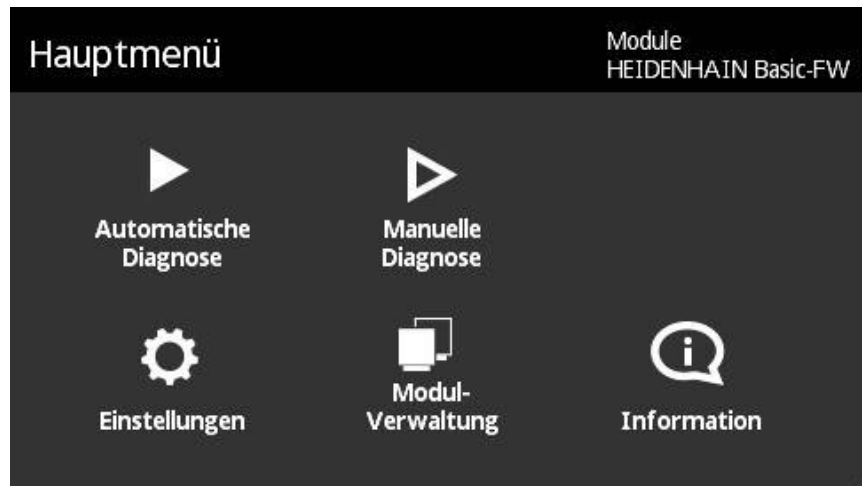 Hauptmenü
Module
HEIDENHAIN Basic-FW
Automatische
Diagnose
Manuelle
Diagnose
Einstellungen
Modul-
Verwaltung
Information